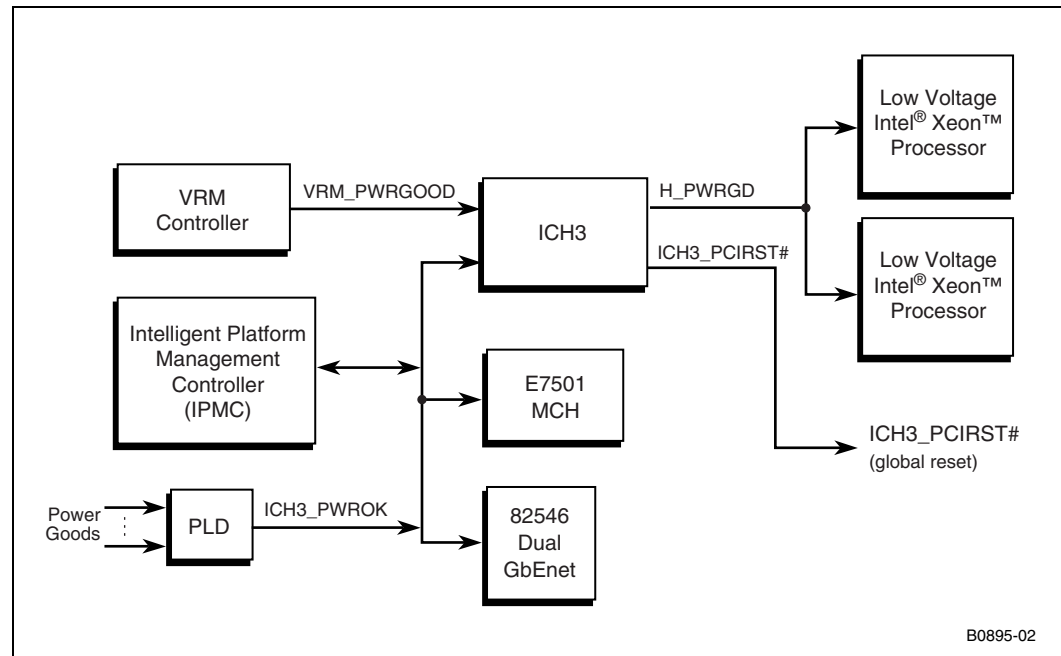 VRM
Controller
VRM_PWRGOOD
ICH3
H_PWRGD
ICH3_PCIRST#
Low Voltage
Intel® Xeon™
Processor
Low Voltage
Intel® Xeon™
Processor
Intelligent Platform
Management
Controller
(IPMC)
E7501
MCH
ICH3_PCIRST#
(global reset)
Power
Goods
PLD
ICH3_PWROK
82546
Dual
GbEnet
B0895-02